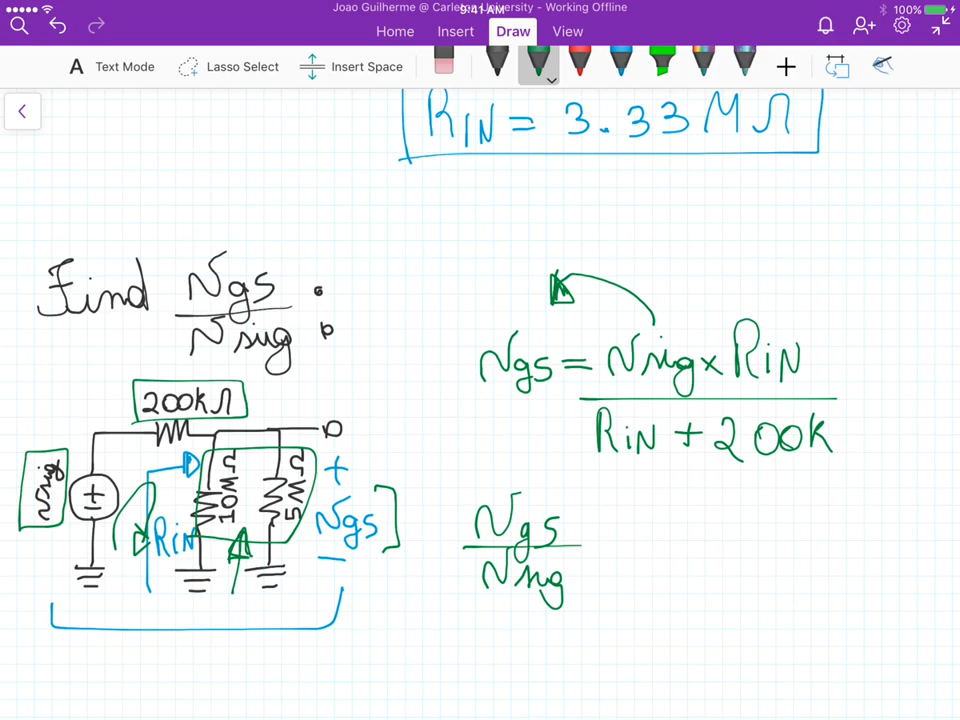 Joao Guilherme @ Carleton University - Working Offline
9:41 AM
100%
Home Insert Draw View
Text Mode Lasso Select Insert Space
RIN = 3.33 MΩ
Find Vgs
Vsig :
200kΩ
Vsig
10MΩ
5MΩ
+
Vgs
−
Rin
Vgs = Vsig x Rin
Rin + 200k
Vgs
Vsig